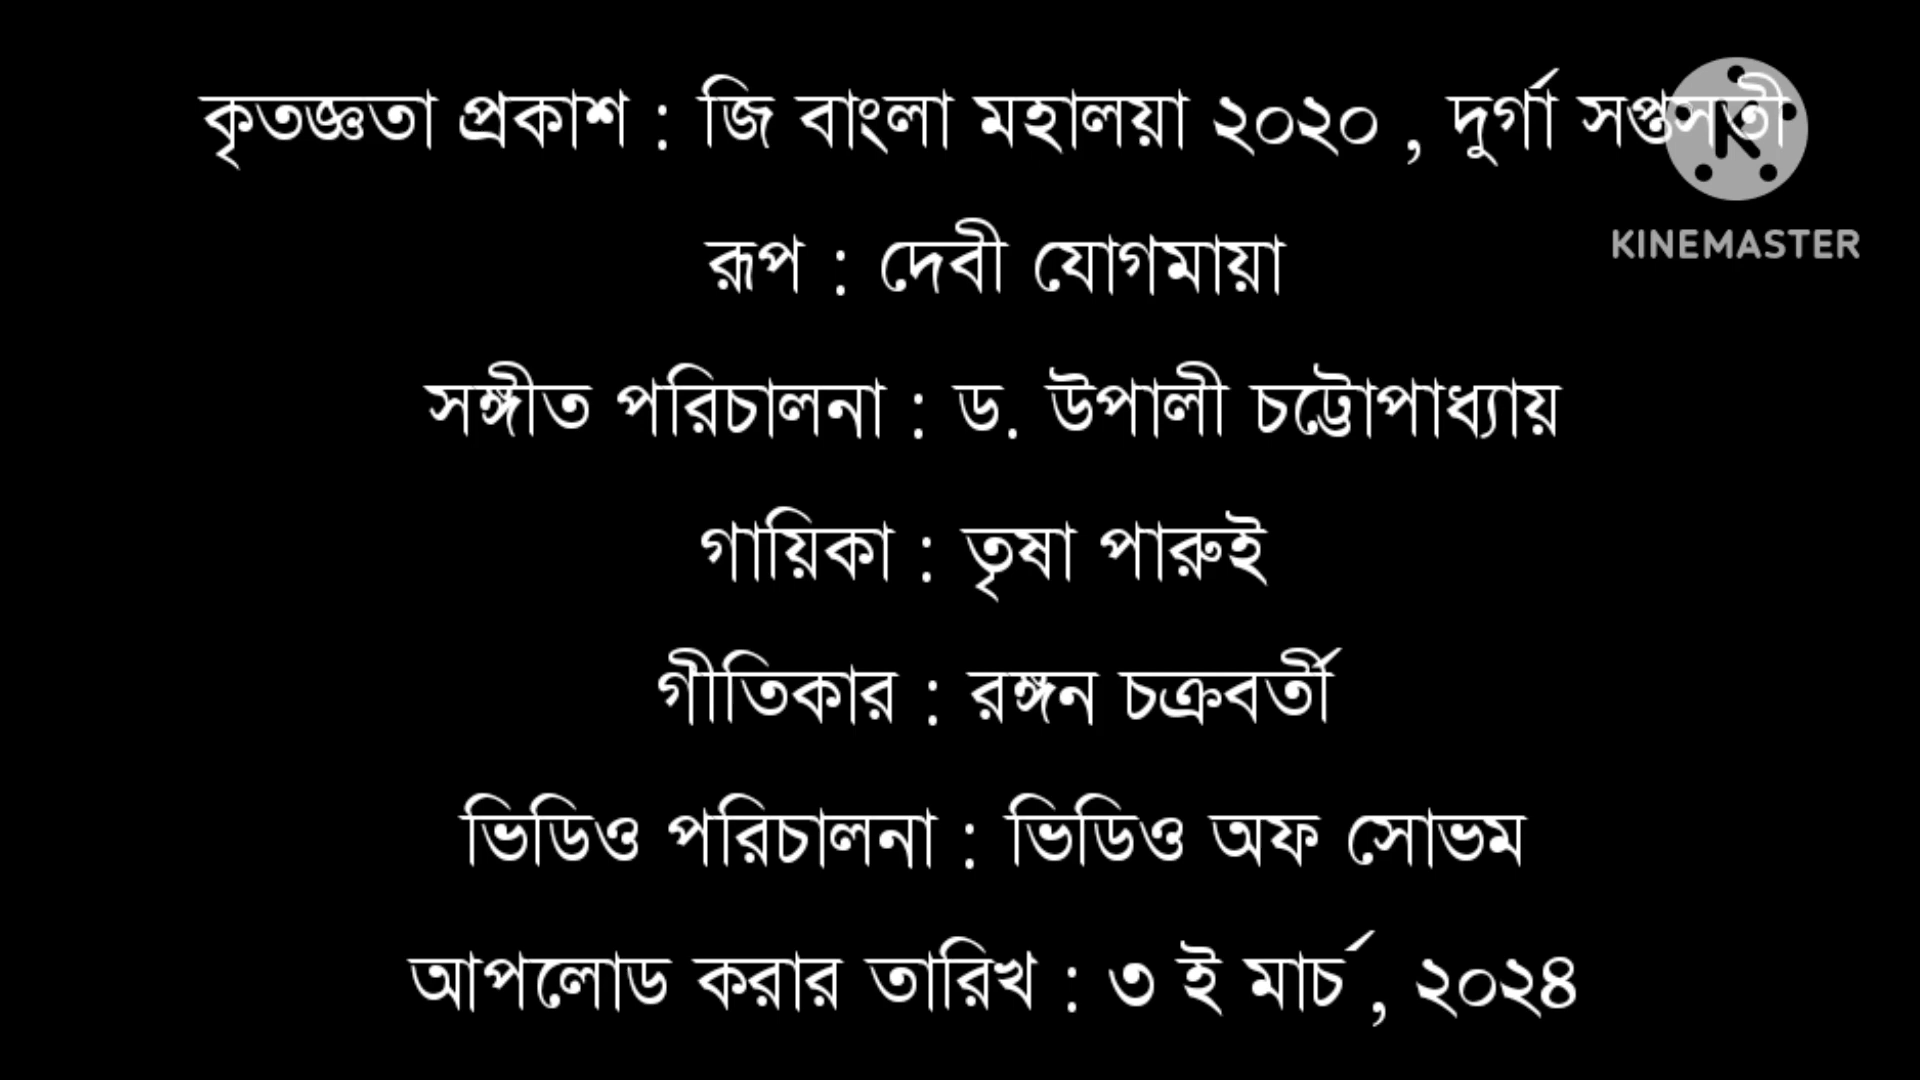 কৃতজ্ঞতা প্রকাশ : জি বাংলা মহালয়া ২০২০ , দুর্গা সপ্তসতী
রূপ : দেবী যোগমায়া
KINEMASTER
সঙ্গীত পরিচালনা : ড. উপালী চট্টোপাধ্যায়
গায়িকা : তৃষা পারুই
গীতিকার : রঙ্গন চক্রবর্তী
ভিডিও পরিচালনা : ভিডিও অফ সোভম
আপলোড করার তারিখ : ৩ ই মার্চ , ২০২৪